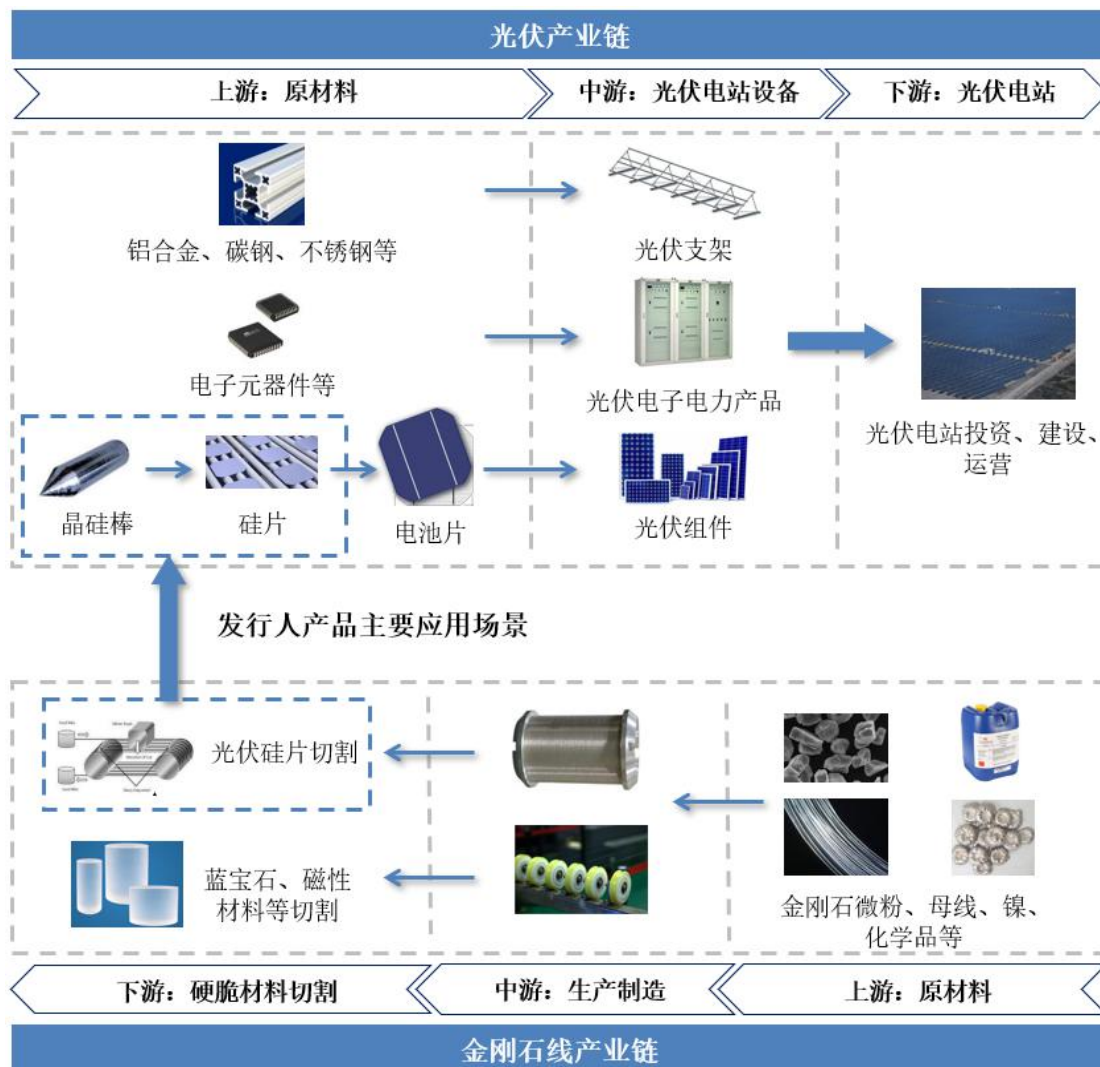 光伏产业链
上游：原材料
中游：光伏电站设备
下游：光伏电站
铝合金、碳钢、不锈钢等
光伏支架
电子元器件等
光伏电子电力产品
光伏电站投资、建设、
运营
晶硅棒
硅片
电池片
光伏组件
发行人产品主要应用场景
光伏硅片切割
蓝宝石、磁性
材料等切割
金刚石微粉、母线、镍、
化学品等
下游：硬脆材料切割
中游：生产制造
上游：原材料
金刚石线产业链